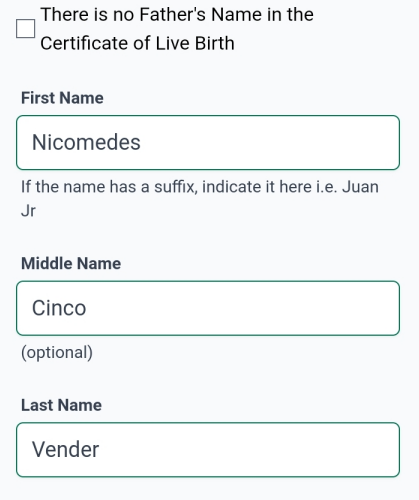 There is no Father's Name in the
Certificate of Live Birth
First Name
Nicomedes
If the name has a suffix, indicate it here i.e. Juan
Jr
Middle Name
Cinco
(optional)
Last Name
Vender